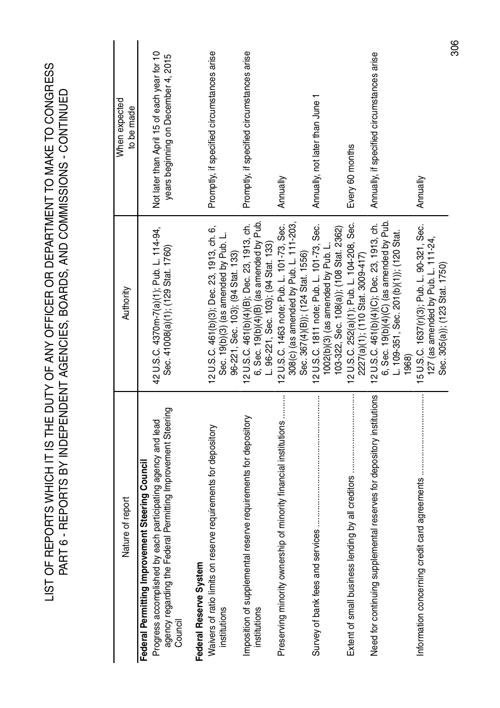 LIST OF REPORTS WHICH IT IS THE DUTY OF ANY OFFICER OR DEPARTMENT TO MAKE TO CONGRESS
PART 6 - REPORTS BY INDEPENDENT AGENCIES, BOARDS, AND COMMISSIONS - CONTINUED
Nature of report
Authority
When expected
to be made
Federal Permitting Improvement Steering Council
Progress accomplished by each participating agency and lead
agency regarding the Federal Permitting Improvement Steering
Council
42 U.S.C. 4370m-7(a)(1); Pub. L. 114-94,
Sec. 41008(a)(1); (129 Stat. 1760)
Not later than April 15 of each year for 10
years beginning on December 4, 2015
Federal Reserve System
Waivers of ratio limits on reserve requirements for depository
institutions
12 U.S.C. 461(b)(3); Dec. 23, 1913, ch. 6,
Sec. 19(b)(3) (as amended by Pub. L.
96-221, Sec. 103); (94 Stat. 133)
Promptly, if specified circumstances arise
Imposition of supplemental reserve requirements for depository
institutions
12 U.S.C. 461(b)(4)(B); Dec. 23, 1913, ch.
6, Sec. 19(b)(4)(B) (as amended by Pub.
L. 96-221, Sec. 103); (94 Stat. 133)
Promptly, if specified circumstances arise
Preserving minority ownership of minority financial institutions ..........
12 U.S.C. 1463 note; Pub. L. 101-73, Sec.
308(c) (as amended by Pub. L. 111-203,
Sec. 367(4)(B)); (124 Stat. 1556)
Annually
Survey of bank fees and services ..........
12 U.S.C. 1811 note; Pub. L. 101-73, Sec.
1002(b)(3) (as amended by Pub. L.
103-322, Sec. 108(a)); (108 Stat. 2362)
Annually, not later than June 1
Extent of small business lending by all creditors ..........
12 U.S.C. 252(a)(1); Pub. L. 104-208, Sec.
2227(a)(1); (110 Stat. 3009-417)
Every 60 months
Need for continuing supplemental reserves for depository institutions
12 U.S.C. 461(b)(4)(C); Dec. 23, 1913, ch.
6, Sec. 19(b)(4)(C) (as amended by Pub.
L. 109-351, Sec. 201(b)(1)); (120 Stat.
1968)
Annually, if specified circumstances arise
Information concerning credit card agreements ..........
15 U.S.C. 1637(r)(3); Pub. L. 90-321, Sec.
127 (as amended by Pub. L. 111-24,
Sec. 305(a)); (123 Stat. 1750)
Annually
306